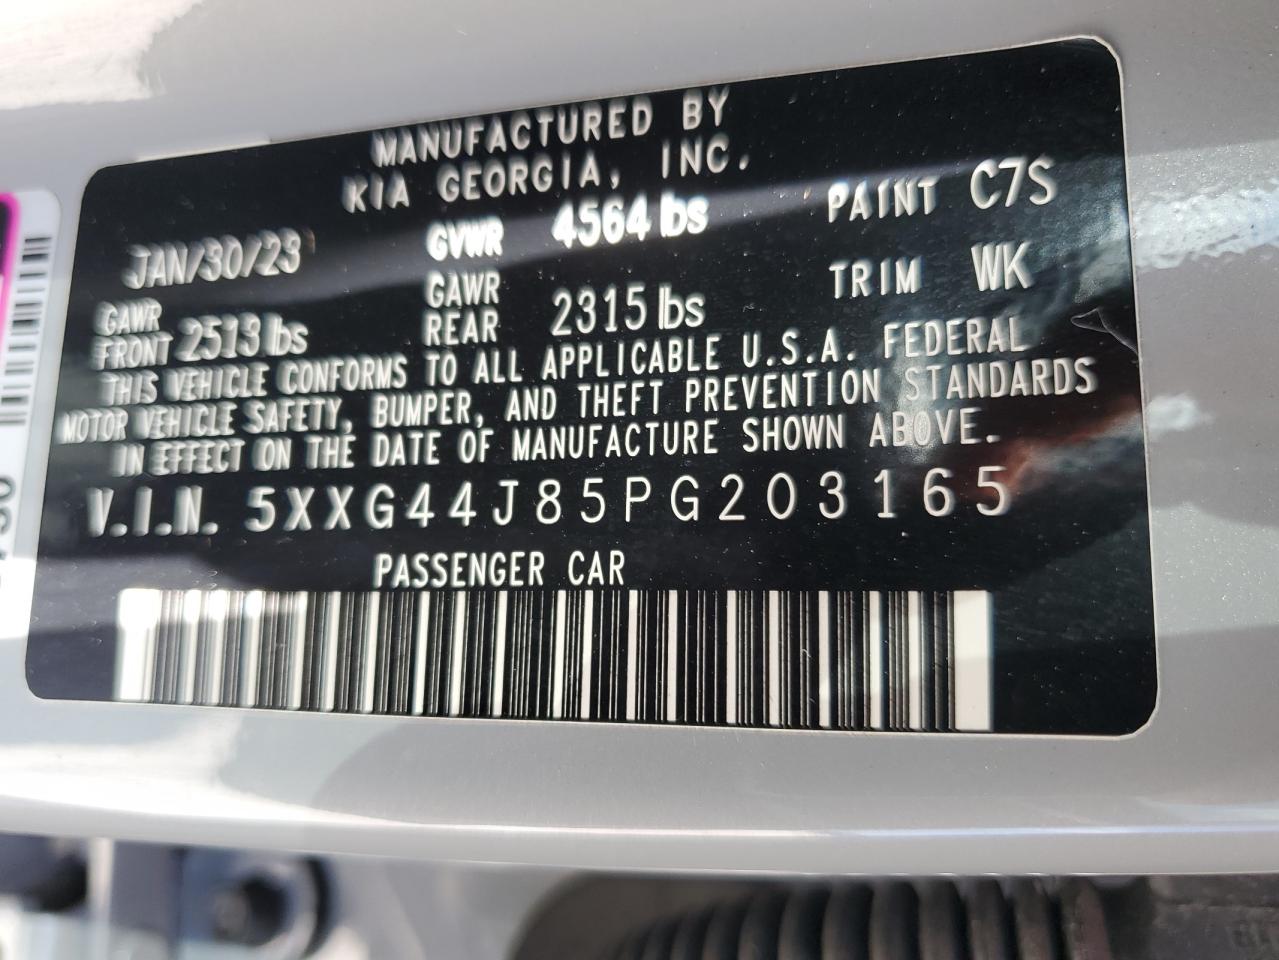 MANUFACTURED BY
KIA GEORGIA, INC.
JAN/30/23 GVWR 4564 lbs PAINT C7S
GAWR FRONT 2513 lbs GAWR REAR 2315 lbs TRIM WK
THIS VEHICLE CONFORMS TO ALL APPLICABLE U.S.A. FEDERAL
MOTOR VEHICLE SAFETY, BUMPER, AND THEFT PREVENTION STANDARDS
IN EFFECT ON THE DATE OF MANUFACTURE SHOWN ABOVE.
V.I.N. 5XXG44J85PG203165
PASSENGER CAR